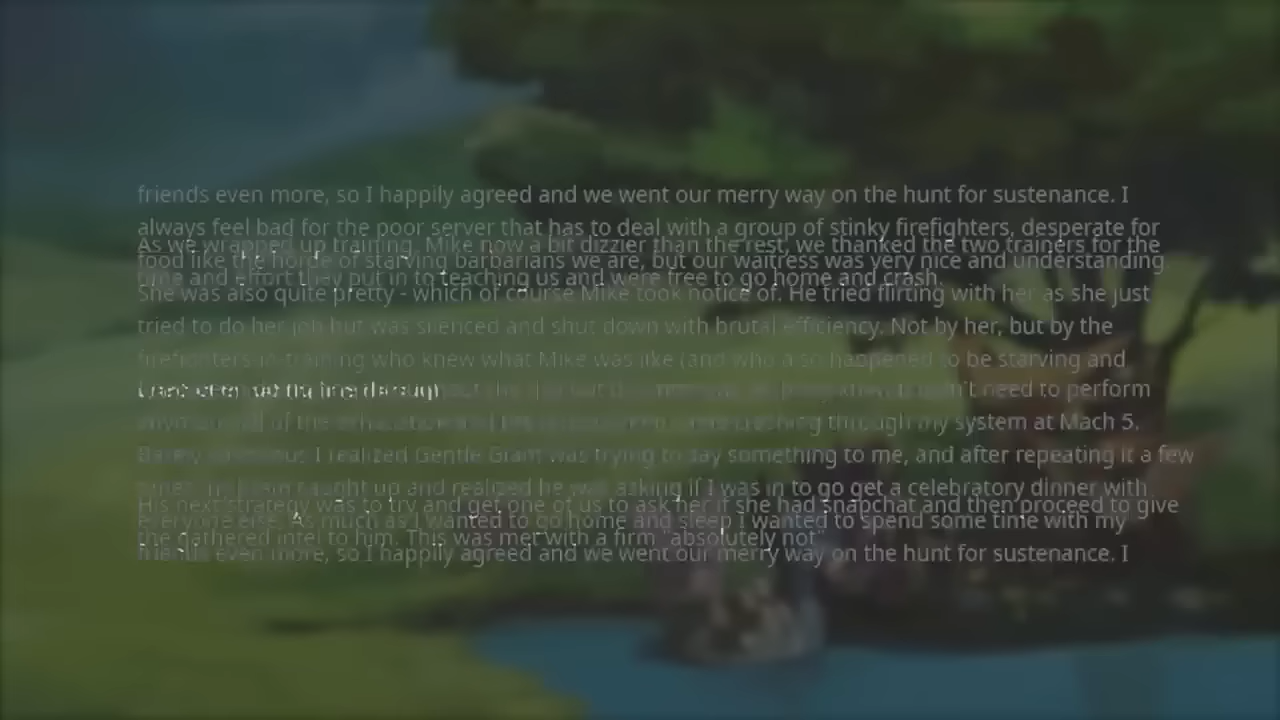 friends even more, so I happily agreed and we went our merry way on the hunt for sustenance. I
always feel bad for the poor server that has to deal with a group of stinky firefighters, desperate for
As we wrapped up training, Mike now a bit dizzier than the rest, we thanked the two trainers for the
food like the horde of starving barbarians we are, but our waitress was very nice and understanding
time and effort they put in to teaching us and were free to go home and crash.
She was also quite pretty - which of course Mike took notice of. He tried flirting with her as she just
tried to do her job but was silenced and shut down with brutal efficiency. Not by her, but by the
firefighters-in-training who knew what Mike was like (and who also happened to be starving and
need to perform
through my system at Mach 5.
I realized Gentle Giant was trying to say something to me, and after repeating it a few
caught up and realized he was asking if I was in to go get a celebratory dinner with
His next strategy was to try and get one of us to ask her if she had snapchat and then proceed to give
everyone else. As much as I wanted to go home and sleep, I wanted to spend some time with my
the gathered intel to him. This was met with a firm "absolutely not".
friends even more, so I happily agreed and we went our merry way on the hunt for sustenance. I